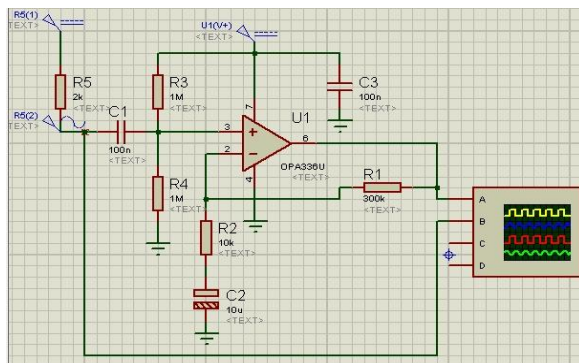 R5(1)
<TEXT>
U1(V+)
<TEXT>
R5
2k
<TEXT>
R3
1M
<TEXT>
C3
100n
<TEXT>
R5(2)
<TEXT>
C1
100n
<TEXT>
7
U1
3
2
6
4
OPA336U
<TEXT>
R4
1M
<TEXT>
R1
300k
<TEXT>
R2
10k
<TEXT>
C2
10u
<TEXT>
A
B
C
D